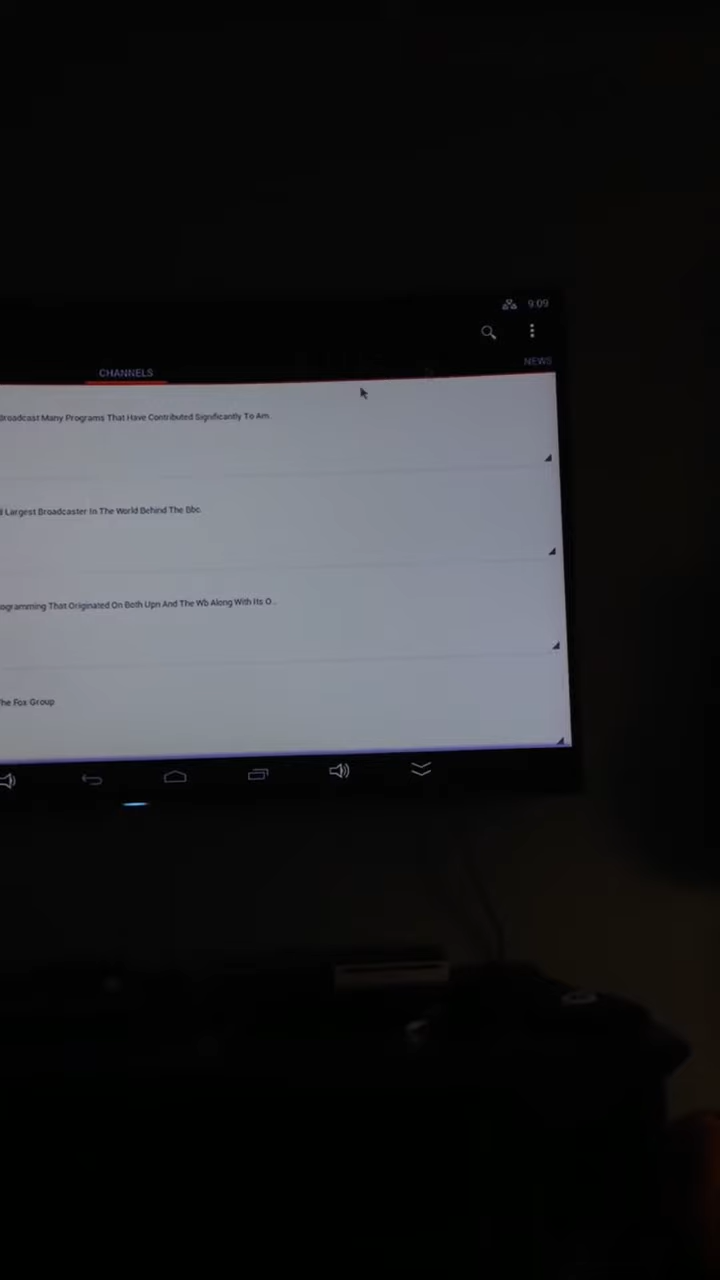 9:09
CHANNELS
NEWS
Broadcast Many Programs That Have Contributed Significantly To Am..
Largest Broadcaster In The World Behind The Bbc.
ogramming That Originated On Both Upn And The Wb Along With Its O...
The Fox Group